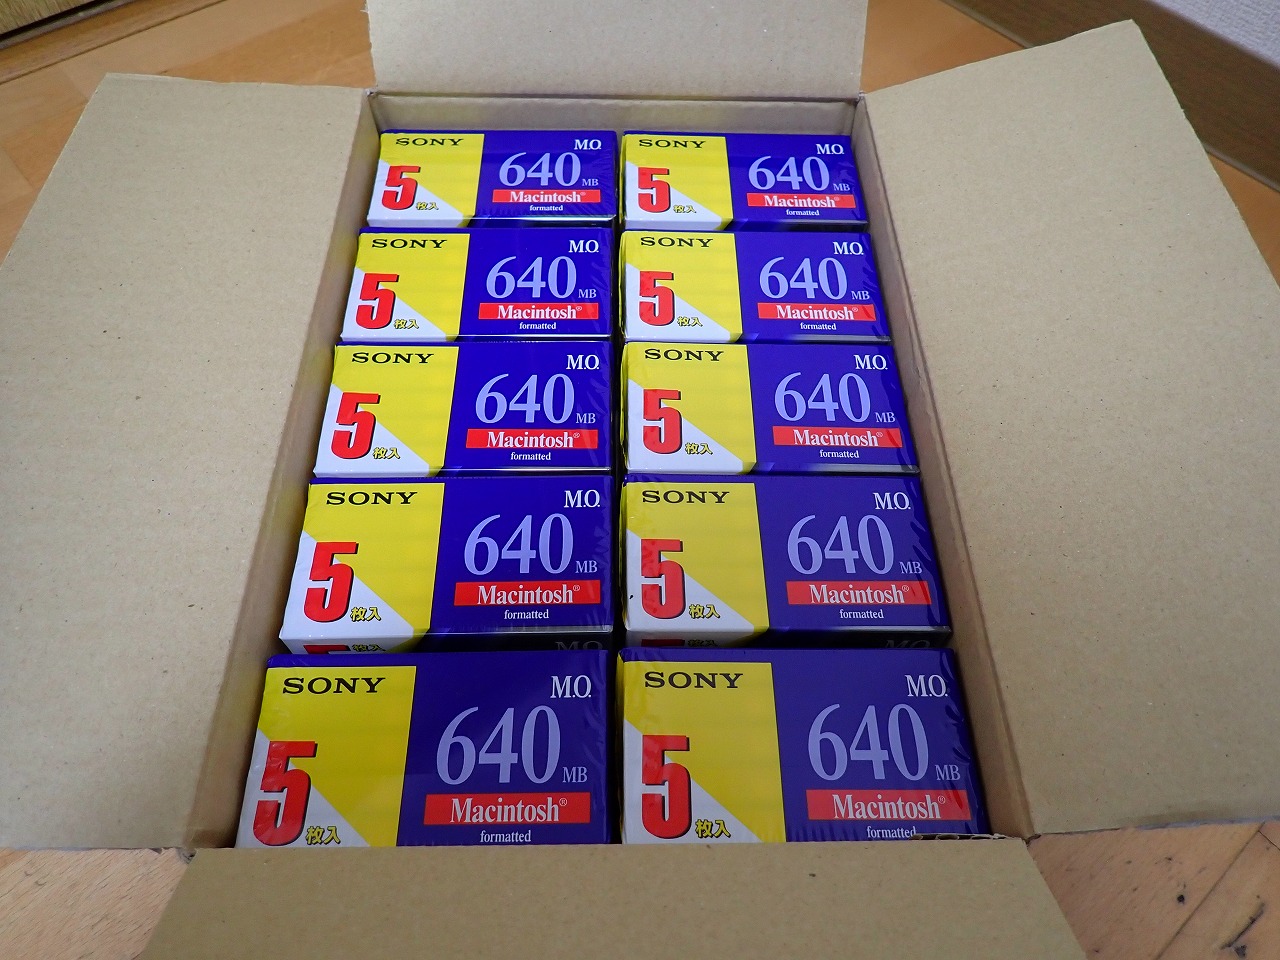 SONY
M.O.
640 MB
Macintosh®
formatted
5枚入
SONY
M.O.
640 MB
Macintosh®
formatted
5枚入
SONY
M.O.
640 MB
Macintosh®
formatted
5枚入
SONY
M.O.
640 MB
Macintosh®
formatted
5枚入
SONY
M.O.
640 MB
Macintosh®
formatted
5枚入
SONY
M.O.
640 MB
Macintosh®
formatted
5枚入
SONY
M.O.
640 MB
Macintosh®
formatted
5枚入
SONY
M.O.
640 MB
Macintosh®
formatted
5枚入
SONY
M.O.
640 MB
Macintosh®
formatted
5枚入
SONY
M.O.
640 MB
Macintosh®
formatted
5枚入